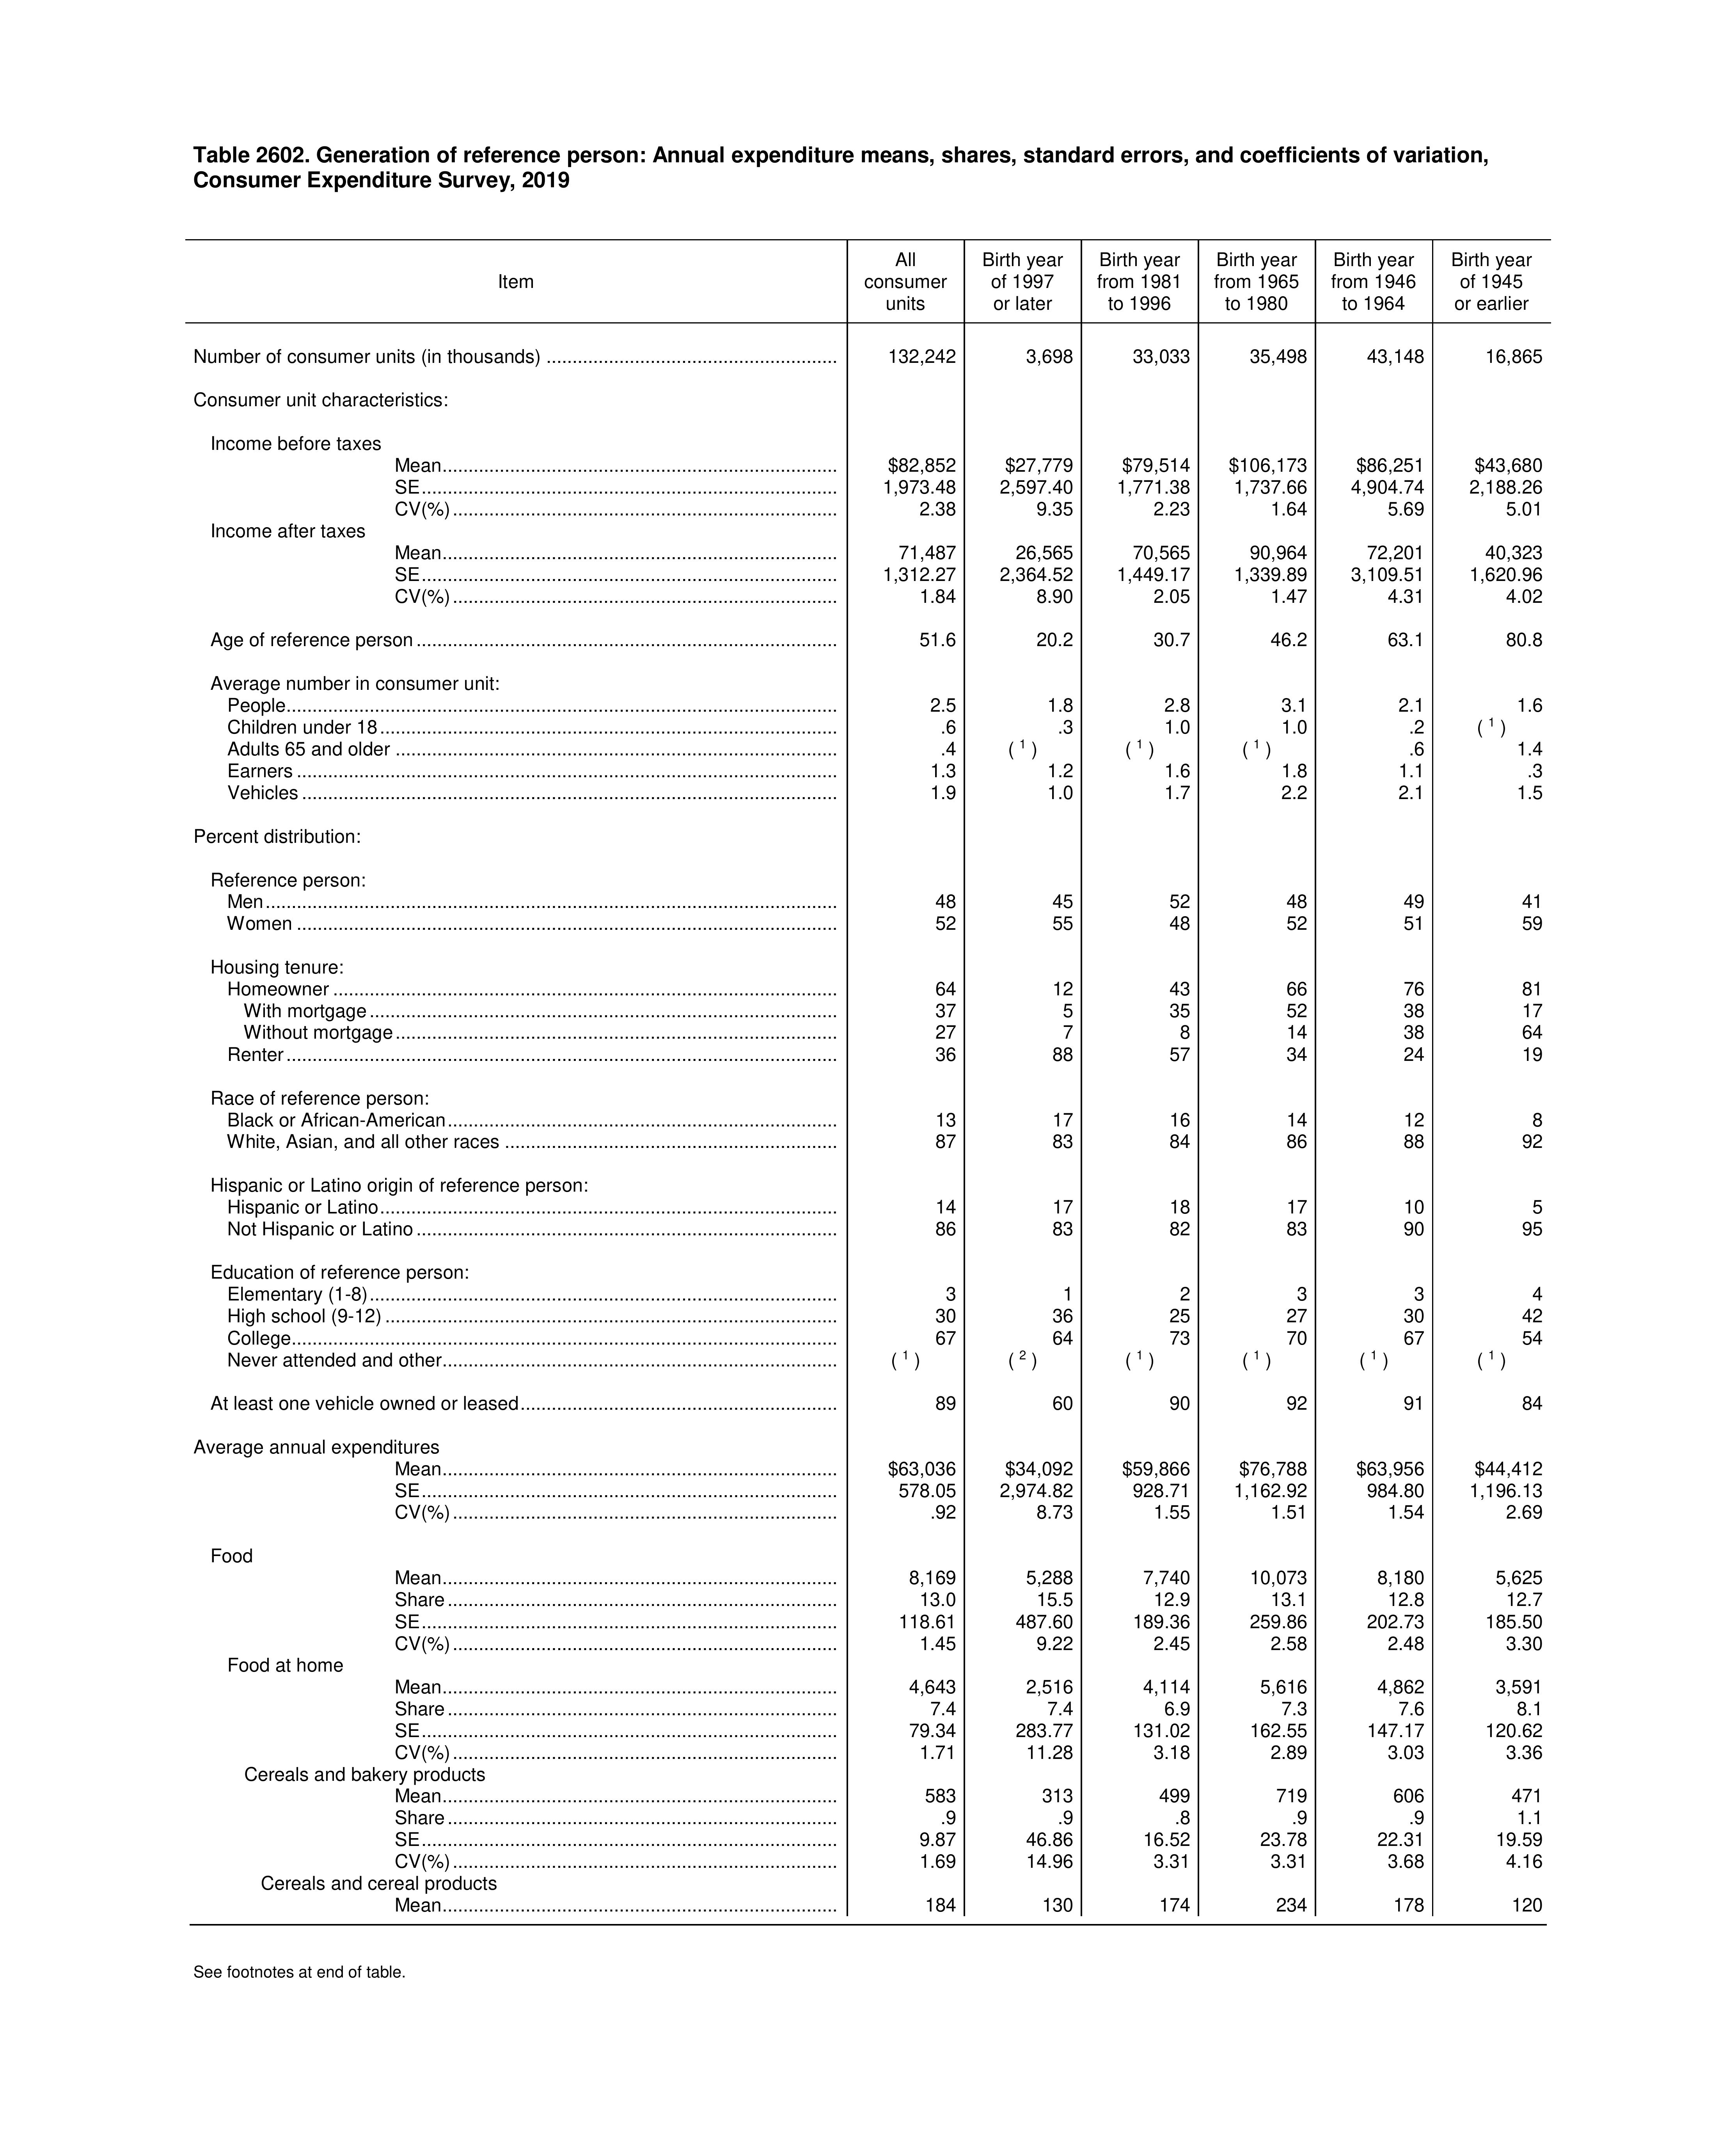 Table 2602. Generation of reference person: Annual expenditure means, shares, standard errors, and coefficients of variation,
Consumer Expenditure Survey, 2019
Item
All consumer units
Birth year of 1997 or later
Birth year from 1981 to 1996
Birth year from 1965 to 1980
Birth year from 1946 to 1964
Birth year of 1945 or earlier
Number of consumer units (in thousands) 132,242 3,698 33,033 35,498 43,148 16,865
Consumer unit characteristics:
Income before taxes
Mean $82,852 $27,779 $79,514 $106,173 $86,251 $43,680
SE 1,973.48 2,597.40 1,771.38 1,737.66 4,904.74 2,188.26
CV(%) 2.38 9.35 2.23 1.64 5.69 5.01
Income after taxes
Mean 71,487 26,565 70,565 90,964 72,201 40,323
SE 1,312.27 2,364.52 1,449.17 1,339.89 3,109.51 1,620.96
CV(%) 1.84 8.90 2.05 1.47 4.31 4.02
Age of reference person 51.6 20.2 30.7 46.2 63.1 80.8
Average number in consumer unit:
People 2.5 1.8 2.8 3.1 2.1 1.6
Children under 18 .6 .3 1.0 1.0 .2 ( 1 )
Adults 65 and older .4 ( 1 ) ( 1 ) ( 1 ) .6 1.4
Earners 1.3 1.2 1.6 1.8 1.1 .3
Vehicles 1.9 1.0 1.7 2.2 2.1 1.5
Percent distribution:
Reference person:
Men 48 45 52 48 49 41
Women 52 55 48 52 51 59
Housing tenure:
Homeowner 64 12 43 66 76 81
With mortgage 37 5 35 52 38 17
Without mortgage 27 7 8 14 38 64
Renter 36 88 57 34 24 19
Race of reference person:
Black or African-American 13 17 16 14 12 8
White, Asian, and all other races 87 83 84 86 88 92
Hispanic or Latino origin of reference person:
Hispanic or Latino 14 17 18 17 10 5
Not Hispanic or Latino 86 83 82 83 90 95
Education of reference person:
Elementary (1-8) 3 1 2 3 3 4
High school (9-12) 30 36 25 27 30 42
College 67 64 73 70 67 54
Never attended and other ( 1 ) ( 2 ) ( 1 ) ( 1 ) ( 1 ) ( 1 )
At least one vehicle owned or leased 89 60 90 92 91 84
Average annual expenditures
Mean $63,036 $34,092 $59,866 $76,788 $63,956 $44,412
SE 578.05 2,974.82 928.71 1,162.92 984.80 1,196.13
CV(%) .92 8.73 1.55 1.51 1.54 2.69
Food
Mean 8,169 5,288 7,740 10,073 8,180 5,625
Share 13.0 15.5 12.9 13.1 12.8 12.7
SE 118.61 487.60 189.36 259.86 202.73 185.50
CV(%) 1.45 9.22 2.45 2.58 2.48 3.30
Food at home
Mean 4,643 2,516 4,114 5,616 4,862 3,591
Share 7.4 7.4 6.9 7.3 7.6 8.1
SE 79.34 283.77 131.02 162.55 147.17 120.62
CV(%) 1.71 11.28 3.18 2.89 3.03 3.36
Cereals and bakery products
Mean 583 313 499 719 606 471
Share .9 .9 .8 .9 .9 1.1
SE 9.87 46.86 16.52 23.78 22.31 19.59
CV(%) 1.69 14.96 3.31 3.31 3.68 4.16
Cereals and cereal products
Mean 184 130 174 234 178 120
See footnotes at end of table.